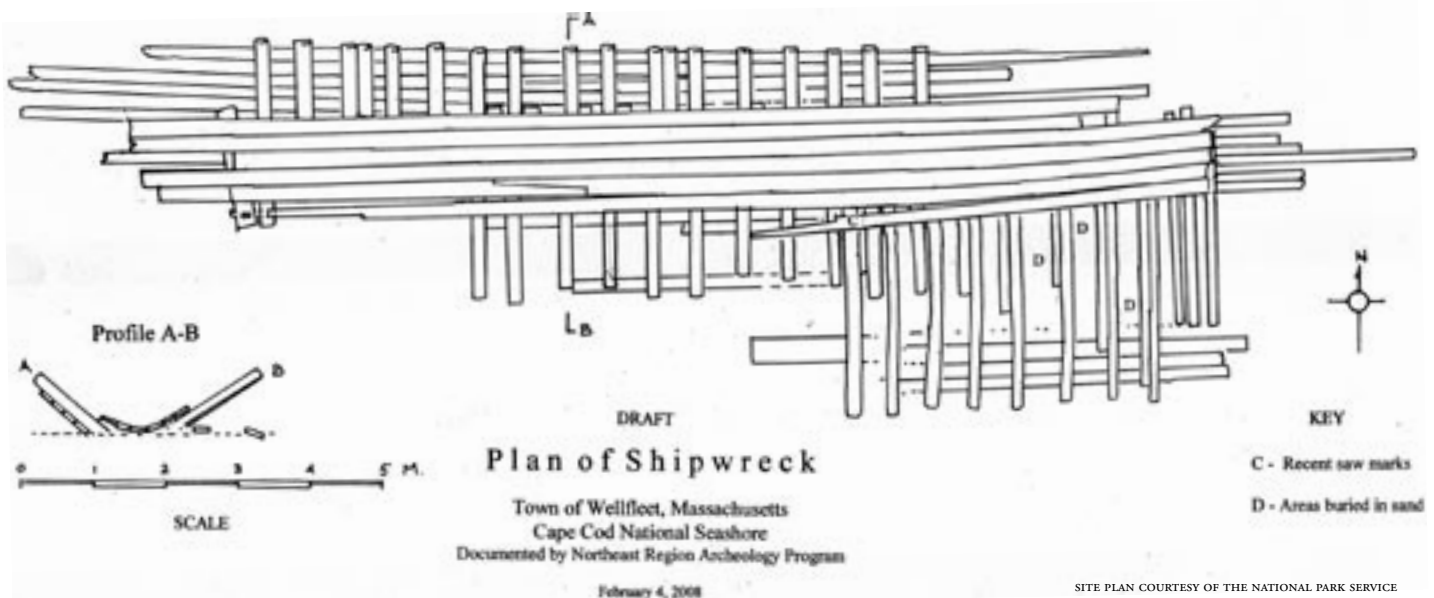 A
D
D
D
C
N
B
Profile A-B
A
B
0 1 2 3 4 5 M.
SCALE
DRAFT
Plan of Shipwreck
Town of Wellfleet, Massachusetts
Cape Cod National Seashore
Documented by Northeast Region Archeology Program
February 4, 2008
KEY
C - Recent saw marks
D - Areas buried in sand
SITE PLAN COURTESY OF THE NATIONAL PARK SERVICE